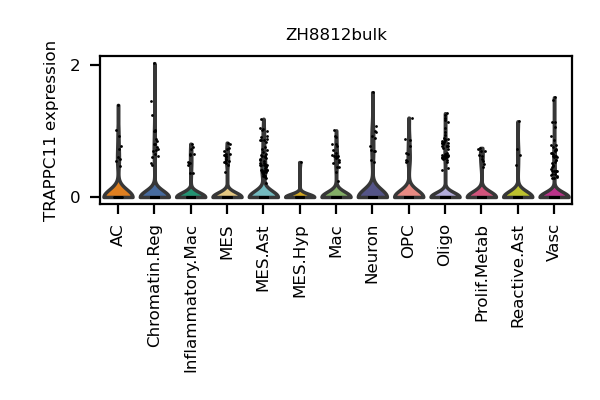 ZH8812bulk
TRAPPC11 expression
2
0
AC
Chromatin.Reg
Inflammatory.Mac
MES
MES.Ast
MES.Hyp
Mac
Neuron
OPC
Oligo
Prolif.Metab
Reactive.Ast
Vasc